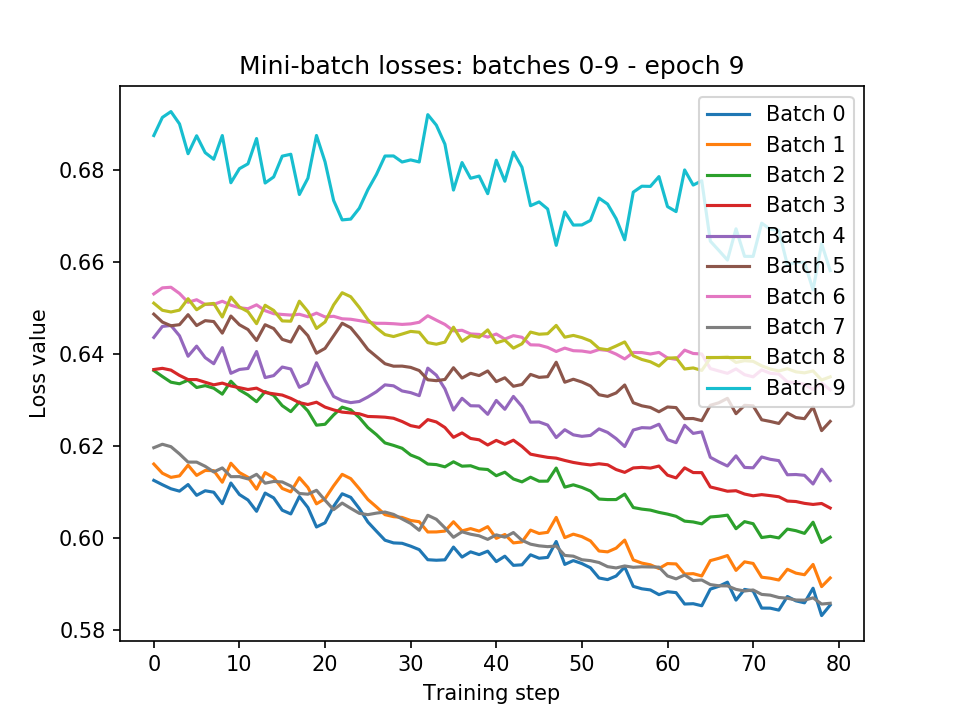 Mini-batch losses: batches 0-9 - epoch 9
Loss value
0.68
0.66
0.64
0.62
0.60
0.58
Batch 0
Batch 1
Batch 2
Batch 3
Batch 4
Batch 5
Batch 6
Batch 7
Batch 8
Batch 9
0 10 20 30 40 50 60 70 80
Training step